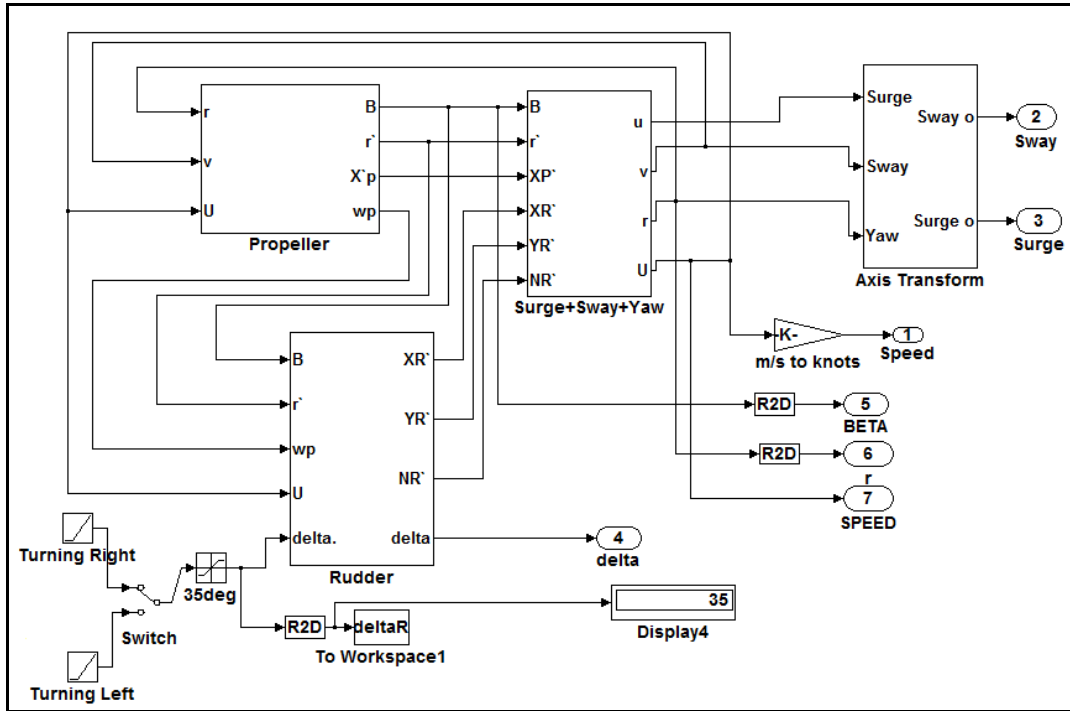 r
v
U
B
r`
X`p
wp
Propeller
B
r`
XP`
XR`
YR`
NR`
u
v
r
U
Surge+Sway+Yaw
Surge
Sway
Yaw
Sway o
Surge o
Axis Transform
2
Sway
3
Surge
-K-
m/s to knots
1
Speed
R2D
5
BETA
R2D
6
r
7
SPEED
B
r`
wp
U
delta.
XR`
YR`
NR`
delta
Rudder
4
delta
Turning Right
Turning Left
Switch
35deg
R2D
deltaR
To Workspace1
35
Display4